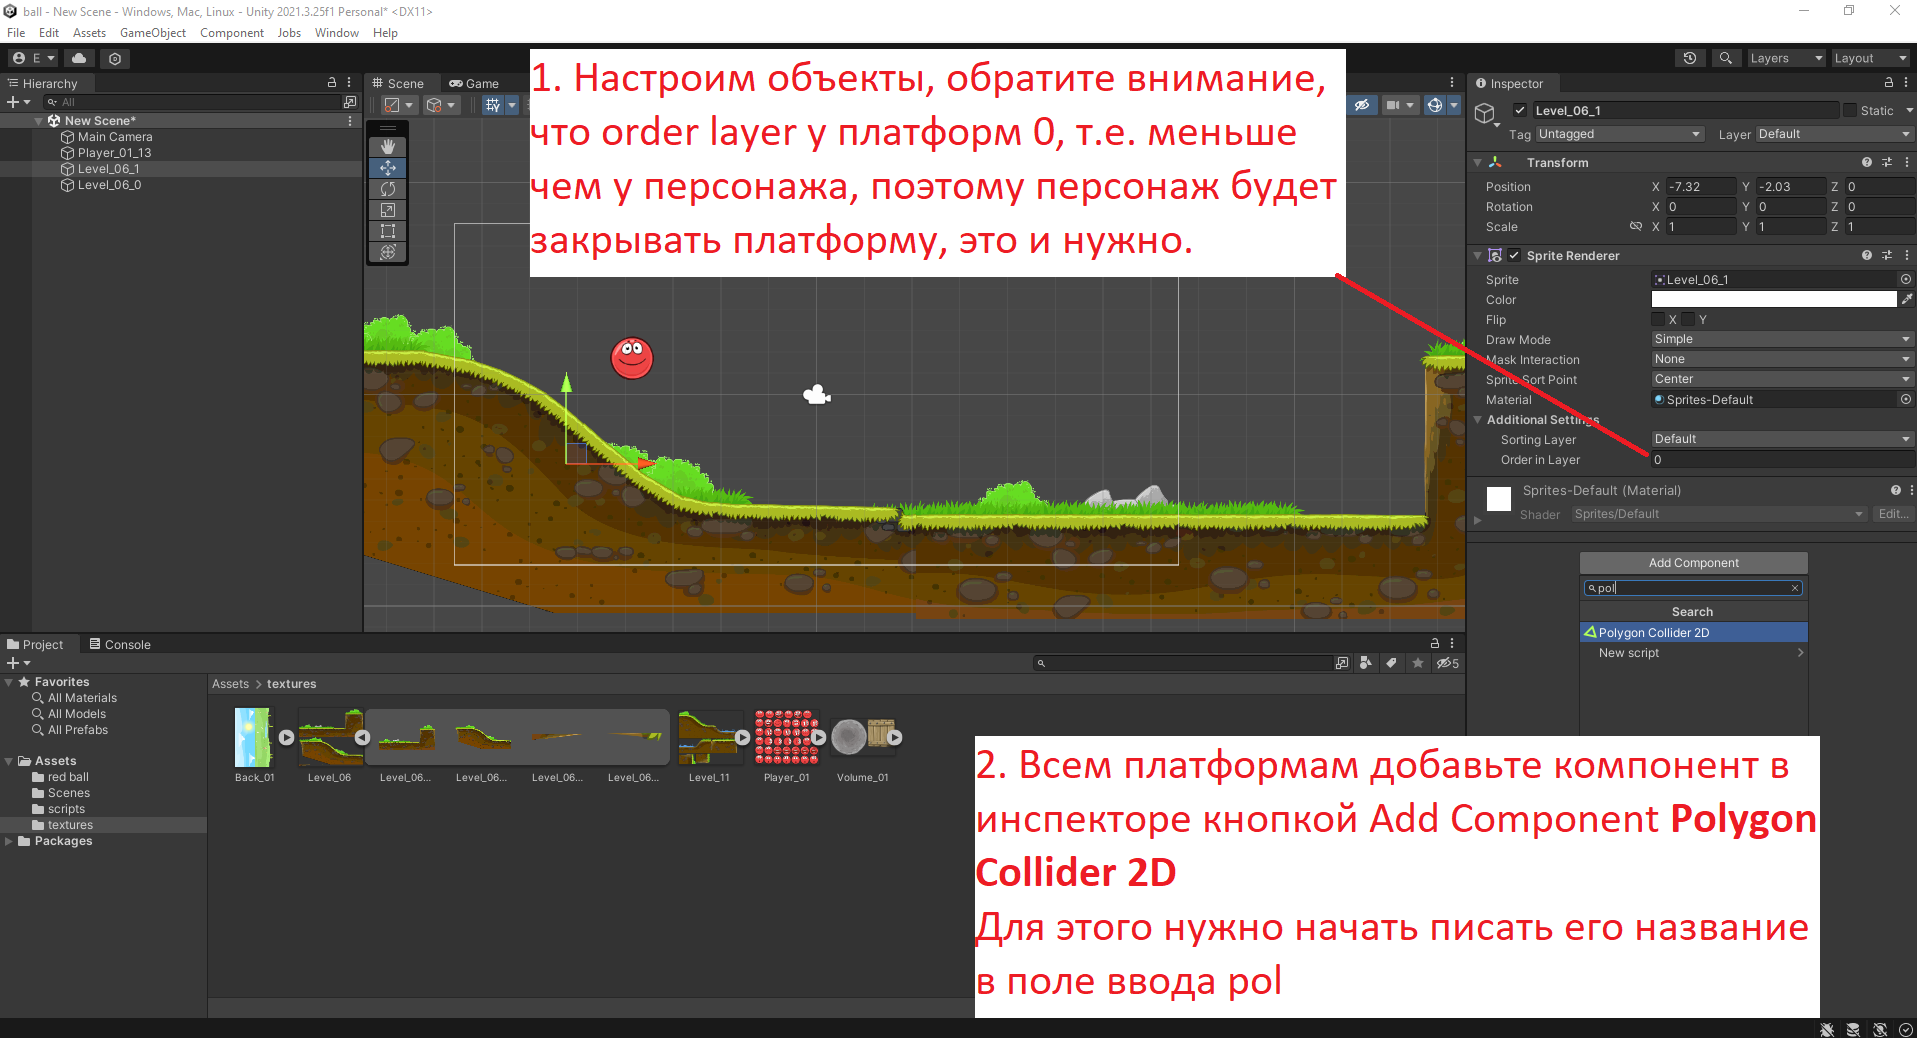 ball - New Scene - Windows, Mac, Linux - Unity 2021.3.25f1 Personal* <DX11>
File Edit Assets GameObject Component Jobs Window Help
E
Layers Layout
Hierarchy
All
New Scene*
Main Camera
Player_01_13
Level_06_1
Level_06_0
Scene Game
1. Настроим объекты, обратите внимание,
что order layer у платформ 0, т.е. меньше
чем у персонажа, поэтому персонаж будет
закрывать платформу, это и нужно.
Inspector
Level_06_1 Static
Tag Untagged Layer Default
Transform
Position X -7.32 Y -2.03 Z 0
Rotation X 0 Y 0 Z 0
Scale X 1 Y 1 Z 1
Sprite Renderer
Sprite Level_06_1
Color
Flip X Y
Draw Mode Simple
Mask Interaction None
Sprite Sort Point Center
Material Sprites-Default
Additional Settings
Sorting Layer Default
Order in Layer 0
Sprites-Default (Material)
Shader Sprites/Default Edit...
Add Component
pol
Search
Polygon Collider 2D
New script
Project Console
5
Favorites
All Materials
All Models
All Prefabs
Assets
red ball
Scenes
scripts
textures
Packages
Assets > textures
Back_01 Level_06 Level_06... Level_06... Level_06... Level_06... Level_11 Player_01 Volume_01
2. Всем платформам добавьте компонент в
инспекторе кнопкой Add Component Polygon
Collider 2D
Для этого нужно начать писать его название
в поле ввода pol